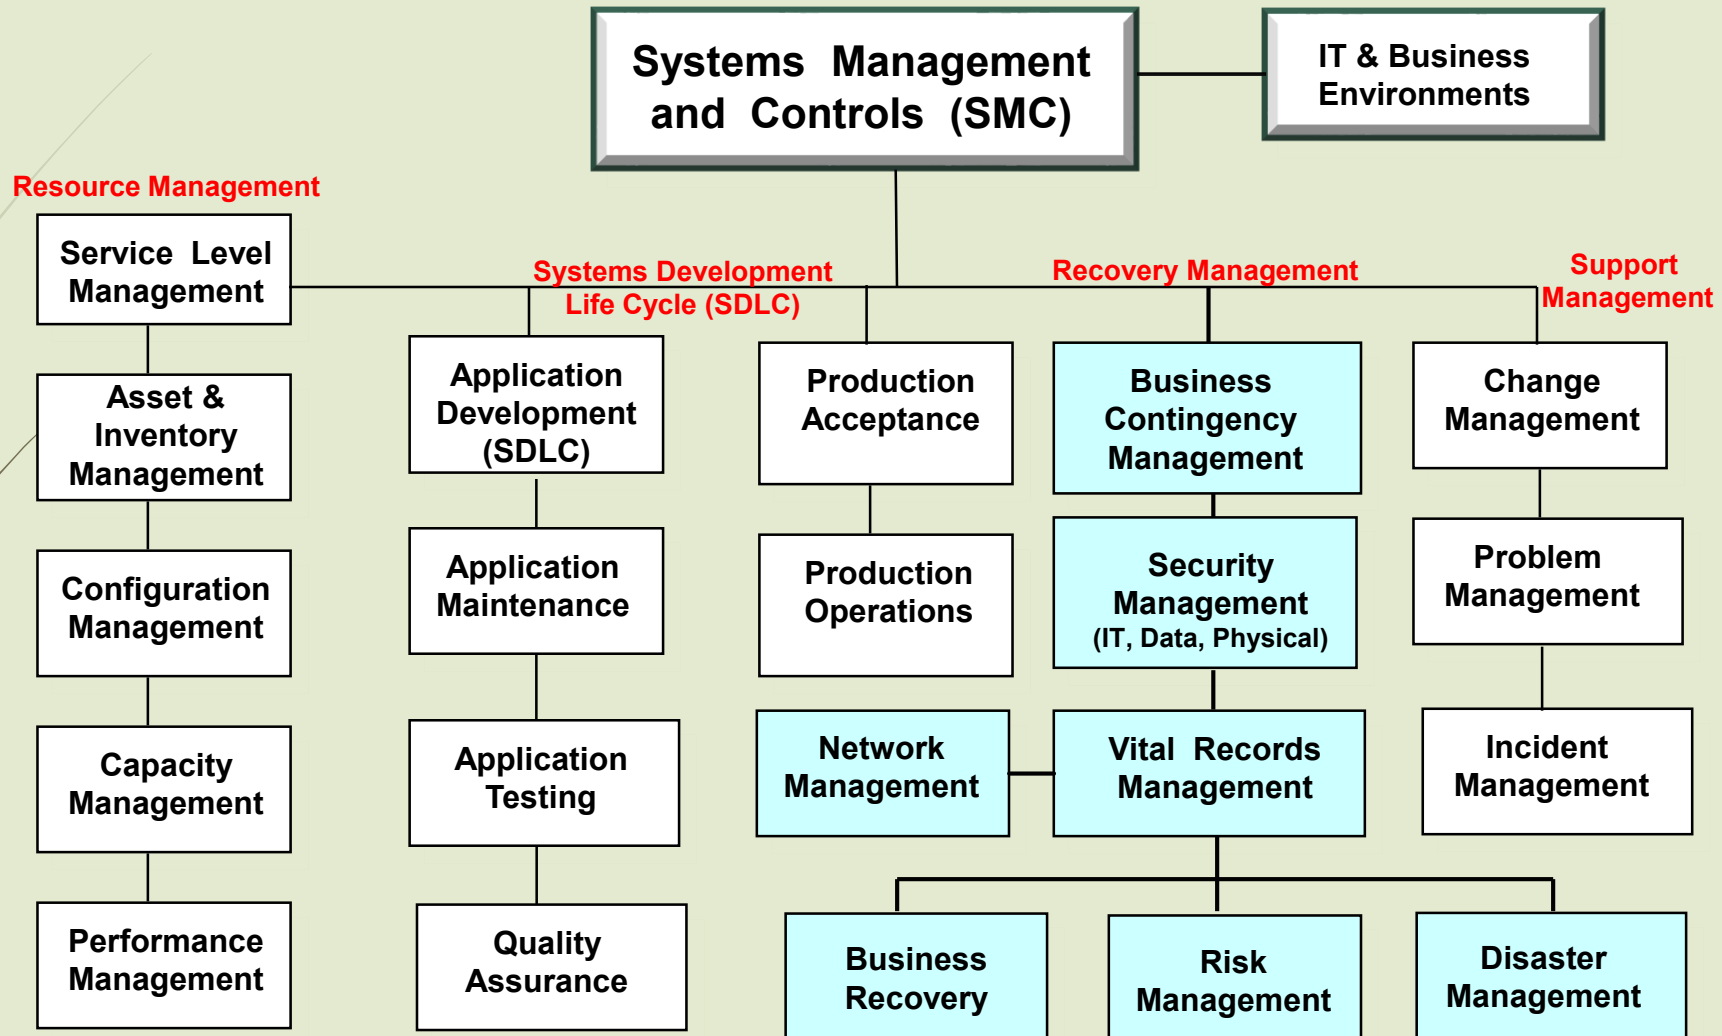 Systems Management
and Controls (SMC)
IT & Business
Environments
Resource Management
Service Level
Management
Asset &
Inventory
Management
Configuration
Management
Capacity
Management
Performance
Management
Systems Development
Life Cycle (SDLC)
Application
Development
(SDLC)
Application
Maintenance
Application
Testing
Quality
Assurance
Production
Acceptance
Production
Operations
Network
Management
Recovery Management
Business
Contingency
Management
Security
Management
(IT, Data, Physical)
Vital Records
Management
Business
Recovery
Risk
Management
Disaster
Management
Support
Management
Change
Management
Problem
Management
Incident
Management